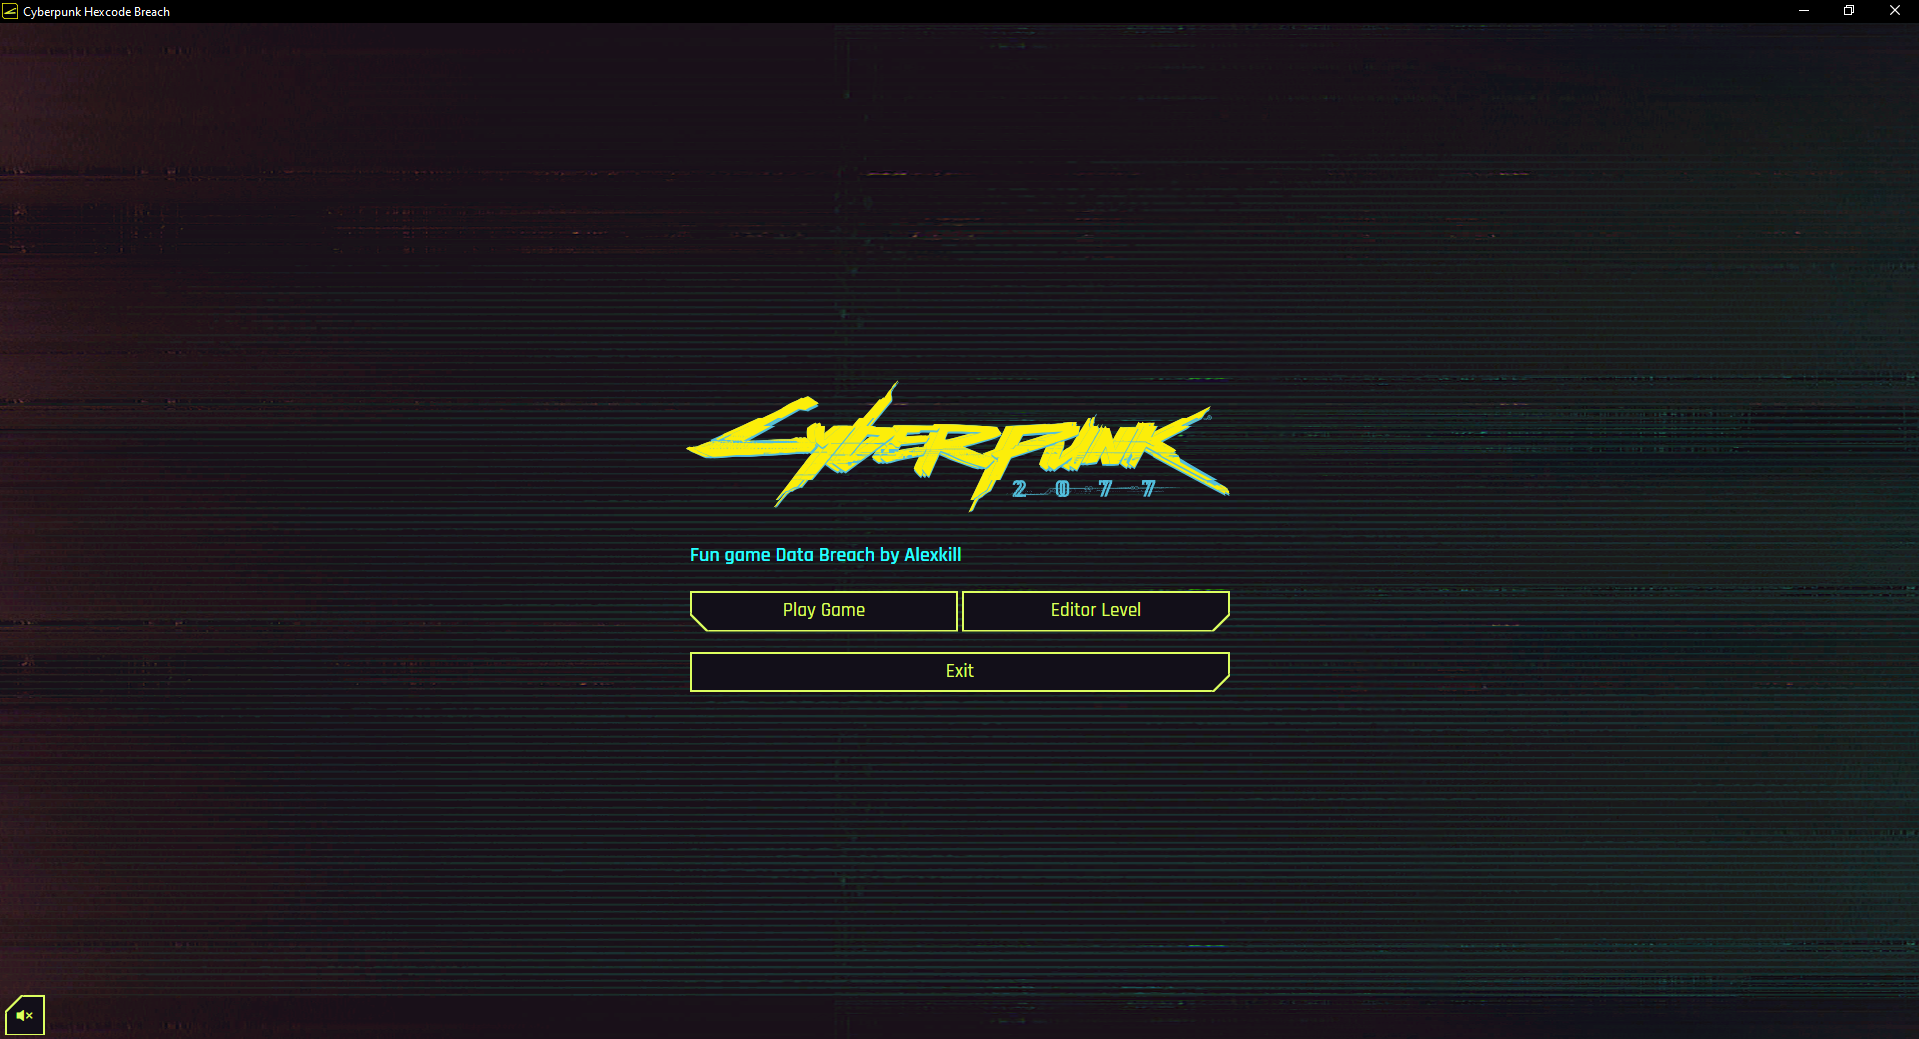 Cyberpunk Hexcode Breach
CYBERPUNK
2077
Fun game Data Breach by Alexkill
Play Game
Editor Level
Exit